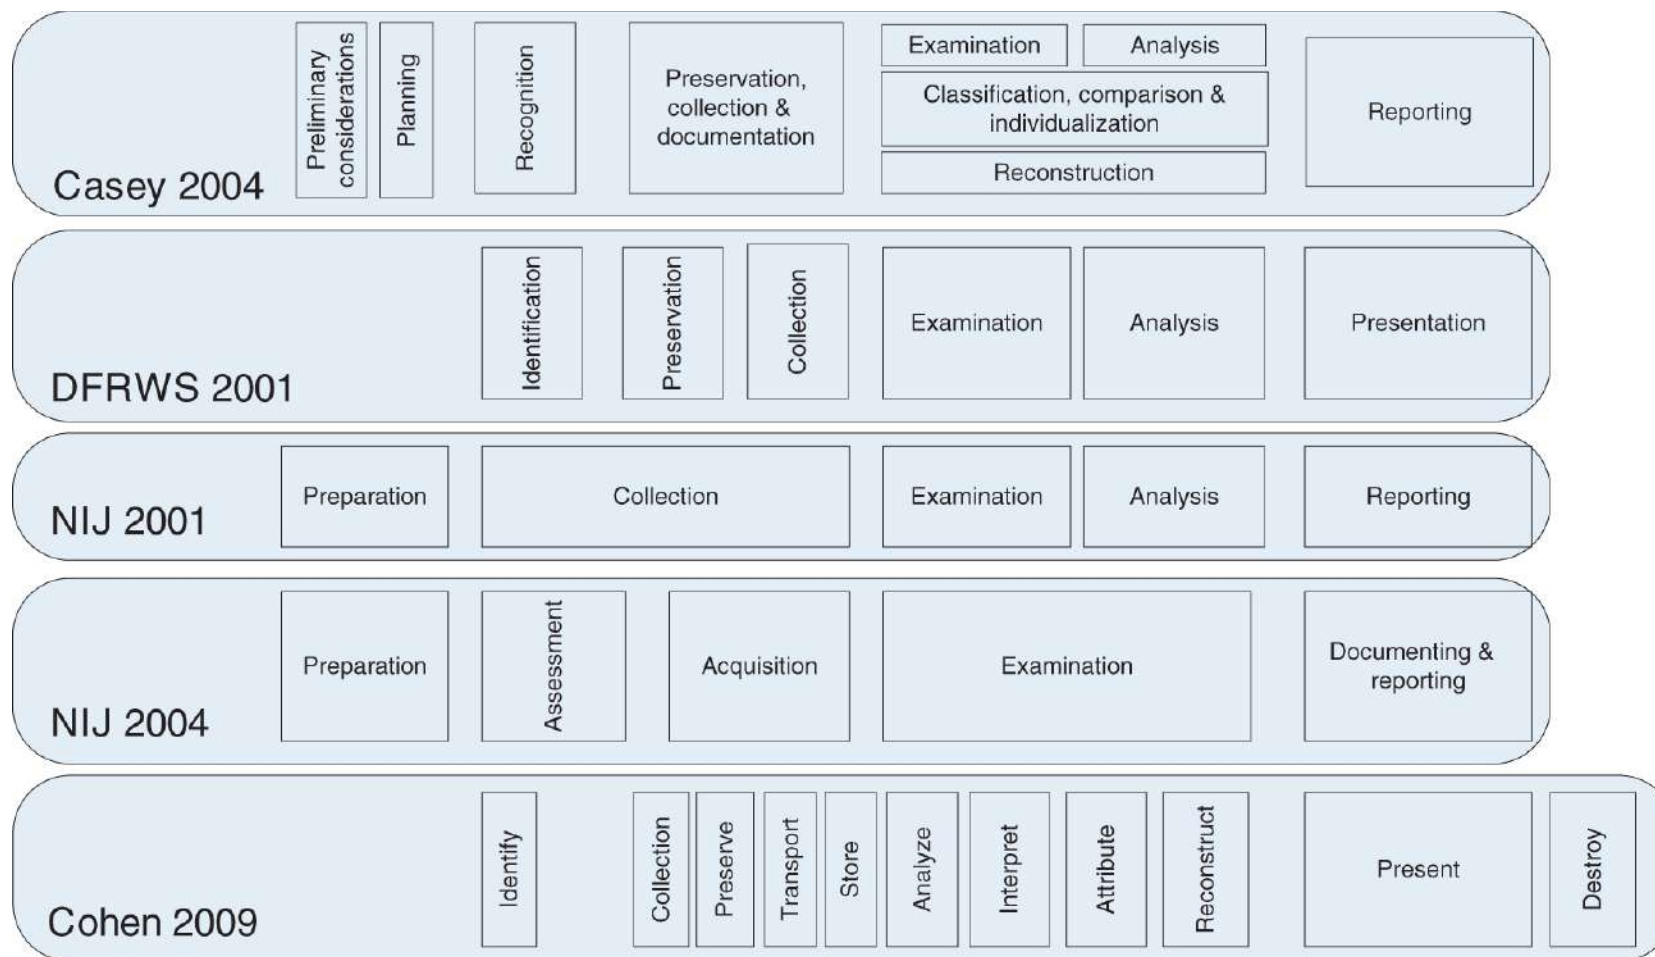 Preliminary
considerations
Planning
Recognition
Preservation,
collection &
documentation
Examination
Analysis
Classification, comparison &
individualization
Reconstruction
Reporting
Casey 2004
Identification
Preservation
Collection
Examination
Analysis
Presentation
DFRWS 2001
Preparation
Collection
Examination
Analysis
Reporting
NIJ 2001
Preparation
Assessment
Acquisition
Examination
Documenting &
reporting
NIJ 2004
Identify
Collection
Preserve
Transport
Store
Analyze
Interpret
Attribute
Reconstruct
Present
Destroy
Cohen 2009